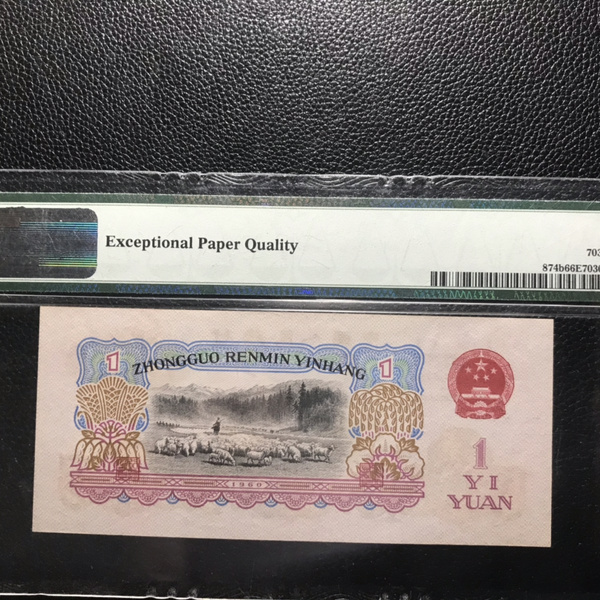 Exceptional Paper Quality
703
874b66E703
1
ZHONGGUO RENMIN YINHANG
1
1960
1
YI
YUAN